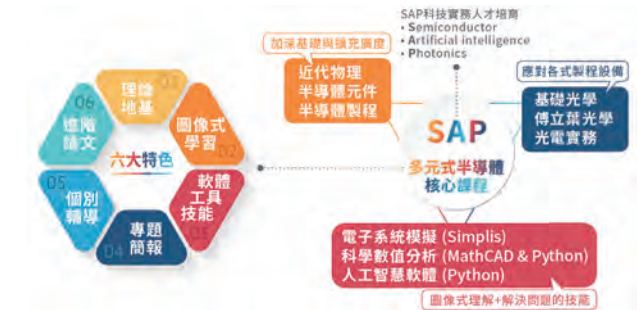 SAP科技實務人才培育
• Semiconductor
• Artificial intelligence
• Photonics
加深基礎與擴充廣度
近代物理
半導體元件
半導體製程
應對各式製程設備
基礎光學
傅立葉光學
光電實務
SAP
多元式半導體
核心課程
電子系統模擬 (Simplis)
科學數值分析 (MathCAD & Python)
人工智慧軟體 (Python)
圖像式理解+解決問題的技能
六大特色
01
理論
地基
圖像式
學習
02
軟體
工具
技能
03
專題
簡報
04
05
個別
輔導
06
進階
論文